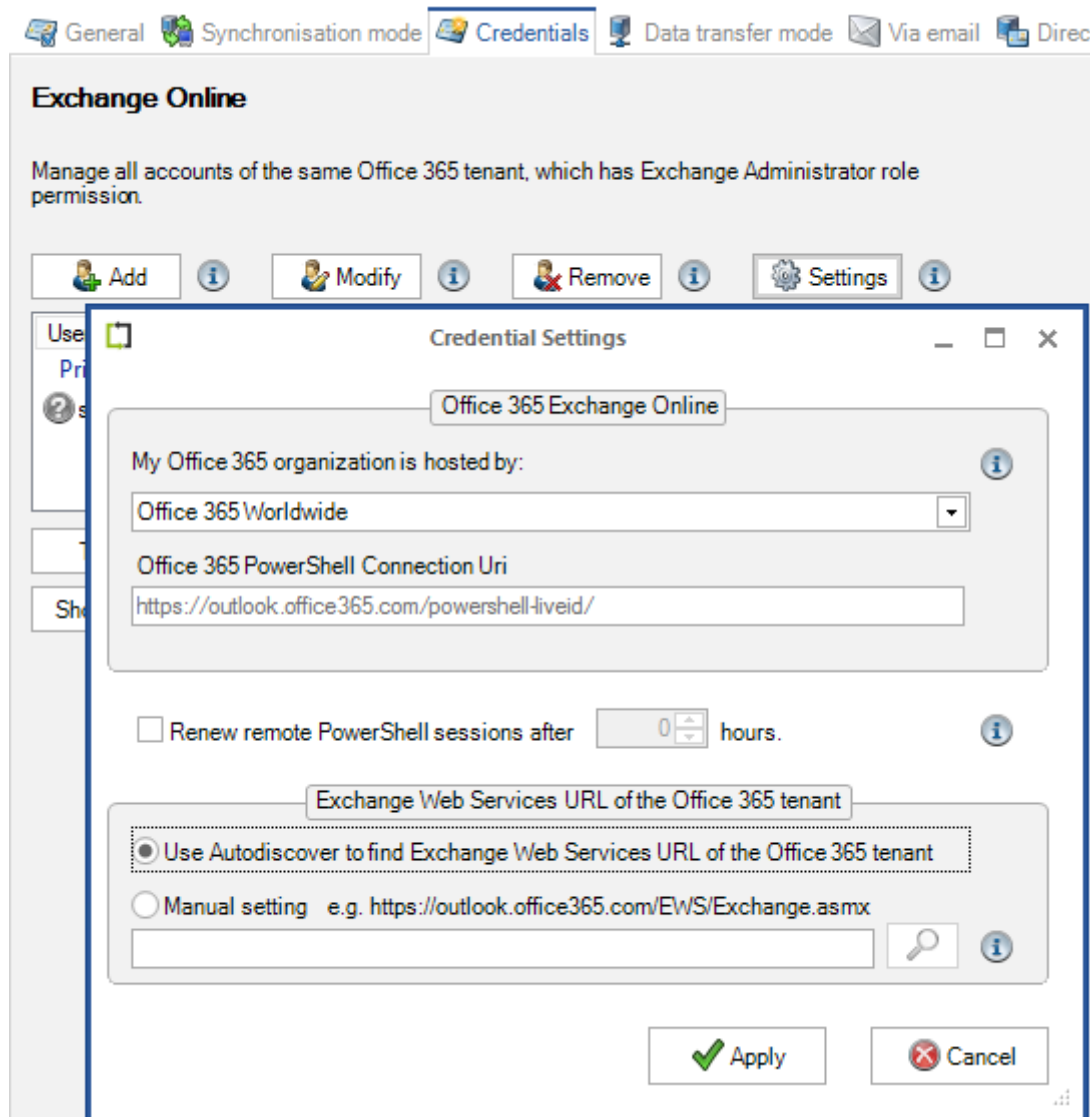 General Synchronisation mode Credentials Data transfer mode Via email
Exchange Online
Manage all accounts of the same Office 365 tenant, which has Exchange Administrator role
permission.
Add Modify Remove Settings
Credential Settings
Office 365 Exchange Online
My Office 365 organization is hosted by:
Office 365 Worldwide
Office 365 PowerShell Connection Uri
https://outlook.office365.com/powershell-liveid/
Renew remote PowerShell sessions after 0 hours.
Exchange Web Services URL of the Office 365 tenant
Use Autodiscover to find Exchange Web Services URL of the Office 365 tenant
Manual setting e.g. https://outlook.office365.com/EWS/Exchange.asmx
Apply Cancel